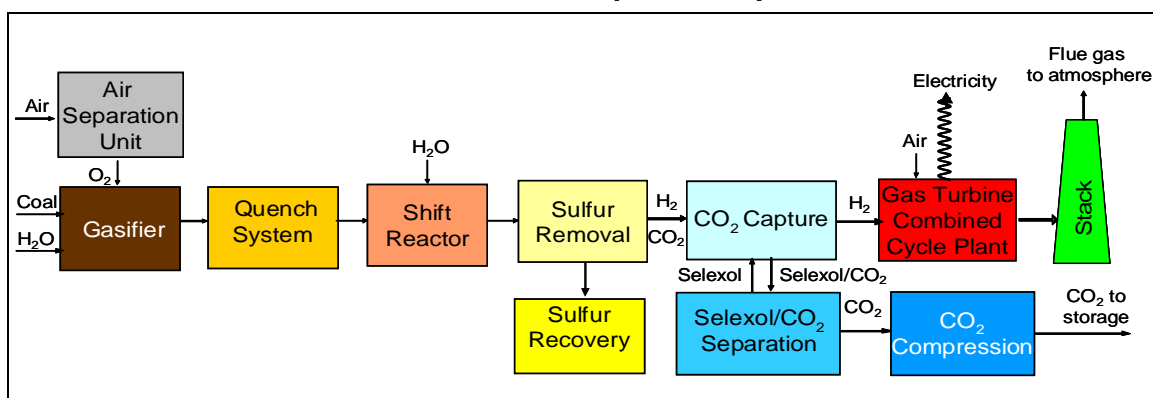 Flue gas
to atmosphere
Electricity
Air
Separation
Unit
Air
O₂
H₂O
Air
Coal
H₂O
Gasifier
Quench
System
Shift
Reactor
Sulfur
Removal
H₂
CO₂
CO₂ Capture
H₂
Gas Turbine
Combined
Cycle Plant
Stack
Selexol
Selexol/CO₂
Sulfur
Recovery
Selexol/CO₂
Separation
CO₂
CO₂
Compression
CO₂ to
storage